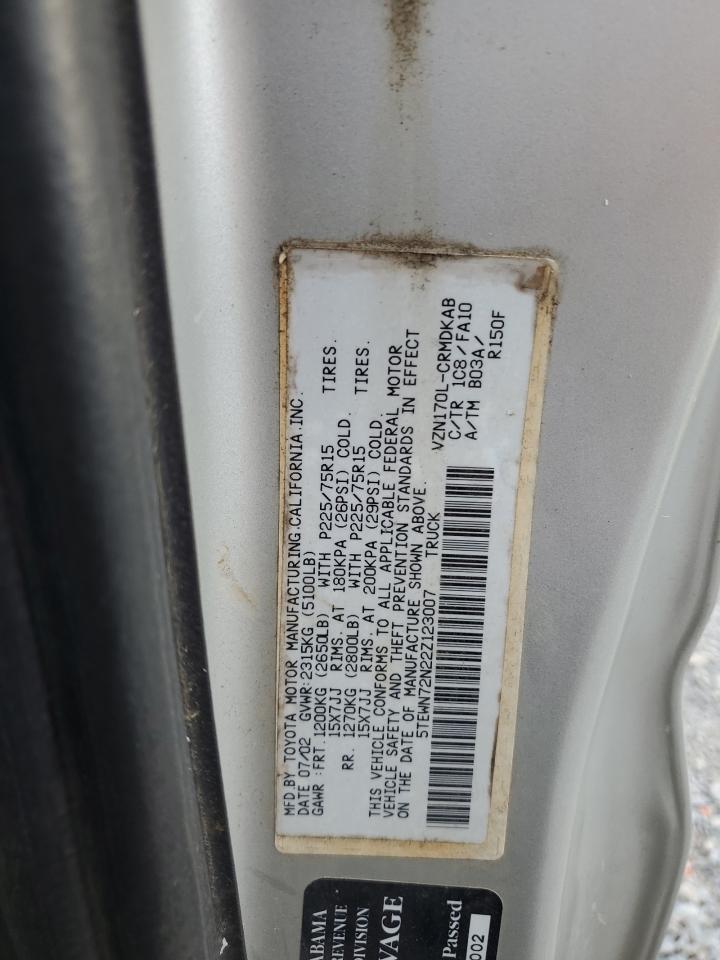 MFD.BY TOYOTA MOTOR MANUFACTURING.CALIFORNIA.INC.
DATE 07/02 GVWR:2315KG (5100LB)
GAWR :FRT.1200KG (2650LB) WITH P225/75R15 TIRES.
15X7JJ RIMS. AT 180KPA (26PSI) COLD.
RR. 1270KG (2800LB) WITH P225/75R15 TIRES.
15X7JJ RIMS. AT 200KPA (29PSI) COLD.
THIS VEHICLE CONFORMS TO ALL APPLICABLE FEDERAL MOTOR
VEHICLE SAFETY AND THEFT PREVENTION STANDARDS IN EFFECT
ON THE DATE OF MANUFACTURE SHOWN ABOVE.
5TEWN72N22Z123007 TRUCK
VZN170L-CRMDKAB
C/TR 1C8/FA10
A/TM B03A/
R150F
ABAMA
REVENUE
DIVISION
VAGE
Passed
002